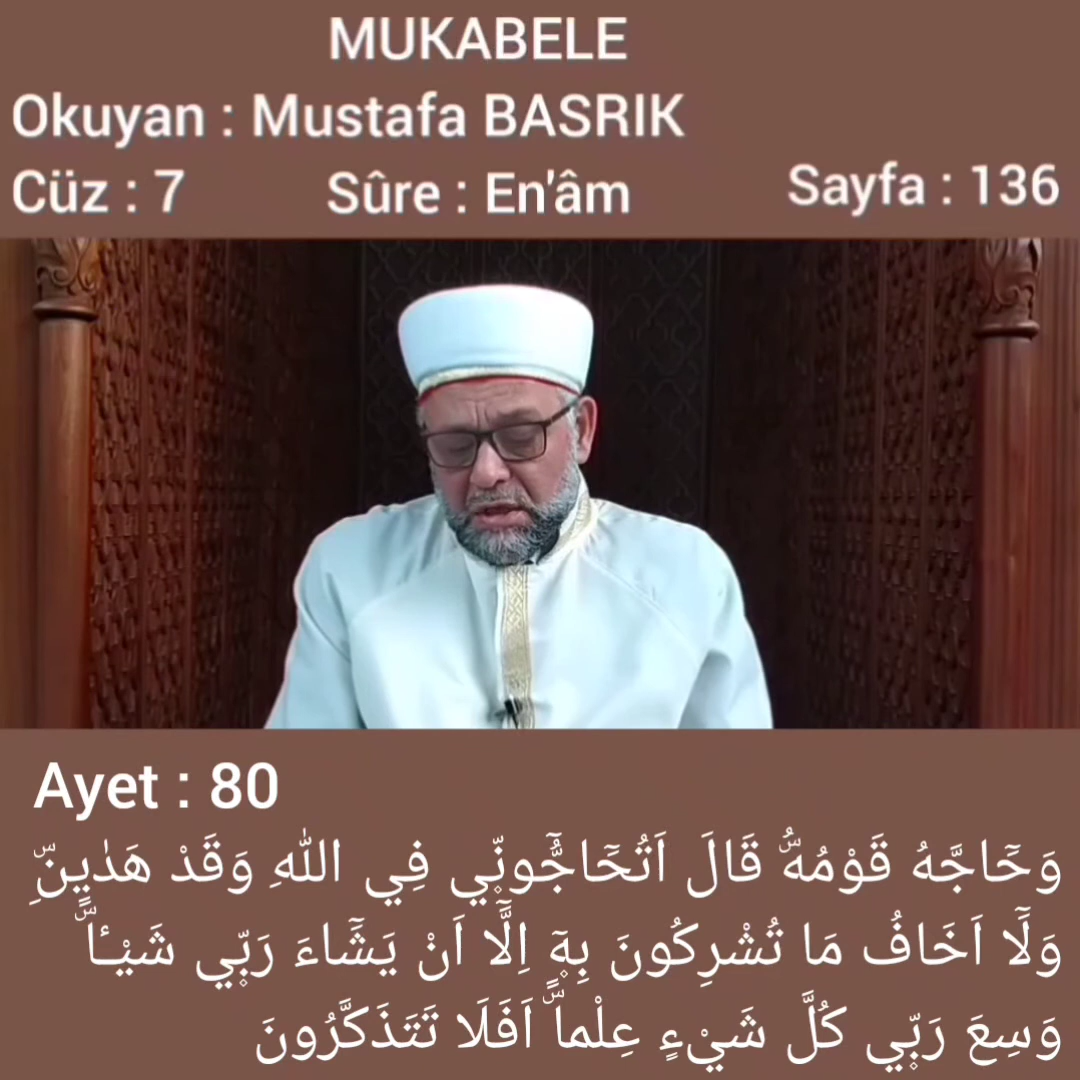 MUKABELE
Okuyan : Mustafa BASRIK
Cüz : 7 Sûre : En'âm Sayfa : 136
Ayet : 80
وَحَٓاجَّهُ قَوْمُهُۜ قَالَ اَتُحَٓاجُّٓونّ۪ي فِي اللّٰهِ وَقَدْ هَدٰينِۜ
وَلَٓا اَخَافُ مَا تُشْرِكُونَ بِه۪ٓ اِلَّٓا اَنْ يَشَٓاءَ رَبّ۪ي شَيْـٔاًۜ
وَسِعَ رَبّ۪ي كُلَّ شَيْءٍ عِلْماًۜ اَفَلَا تَتَذَكَّرُونَ